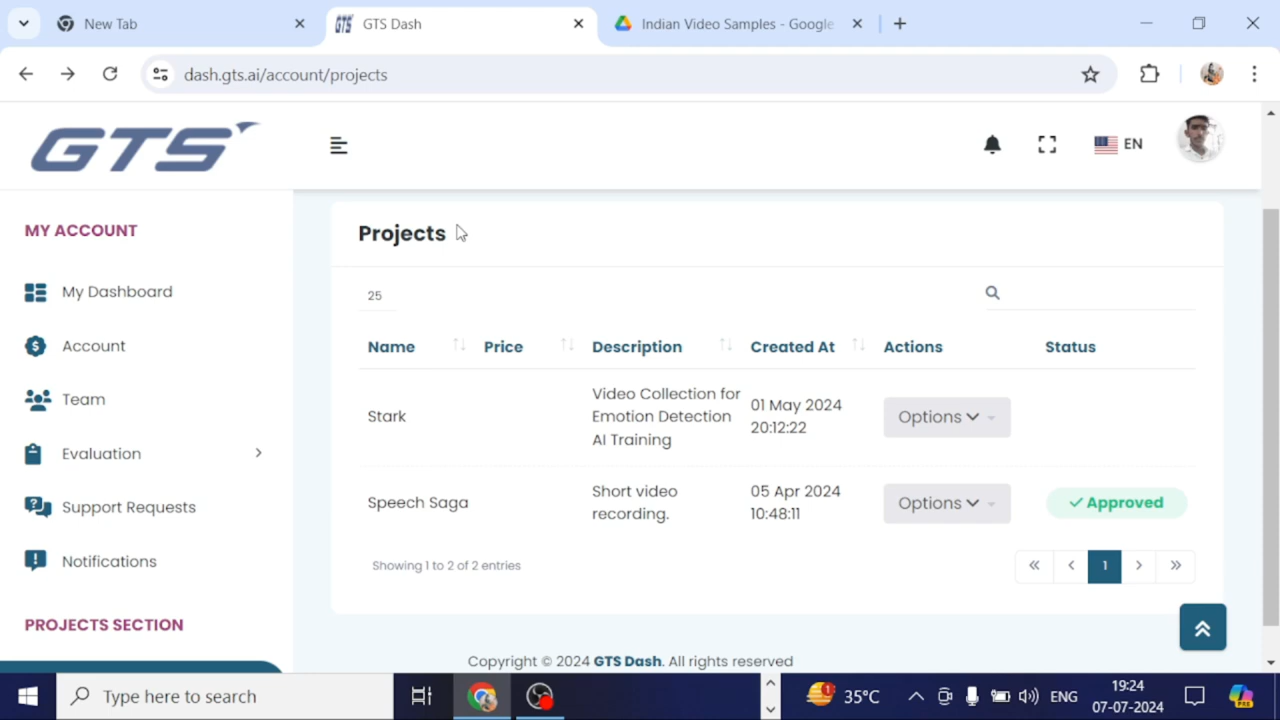 New Tab
GTS Dash
Indian Video Samples - Google
dash.gts.ai/account/projects
GTS
EN
MY ACCOUNT
My Dashboard
Account
Team
Evaluation
Support Requests
Notifications
PROJECTS SECTION
Projects
25
Name Price Description Created At Actions Status
Stark
Video Collection for
Emotion Detection
AI Training
01 May 2024
20:12:22
Options
Speech Saga
Short video
recording.
05 Apr 2024
10:48:11
Options
Approved
Showing 1 to 2 of 2 entries
« ‹ 1 › »
Copyright © 2024 GTS Dash. All rights reserved
Type here to search
1
35°C
ENG
19:24
07-07-2024
PRE